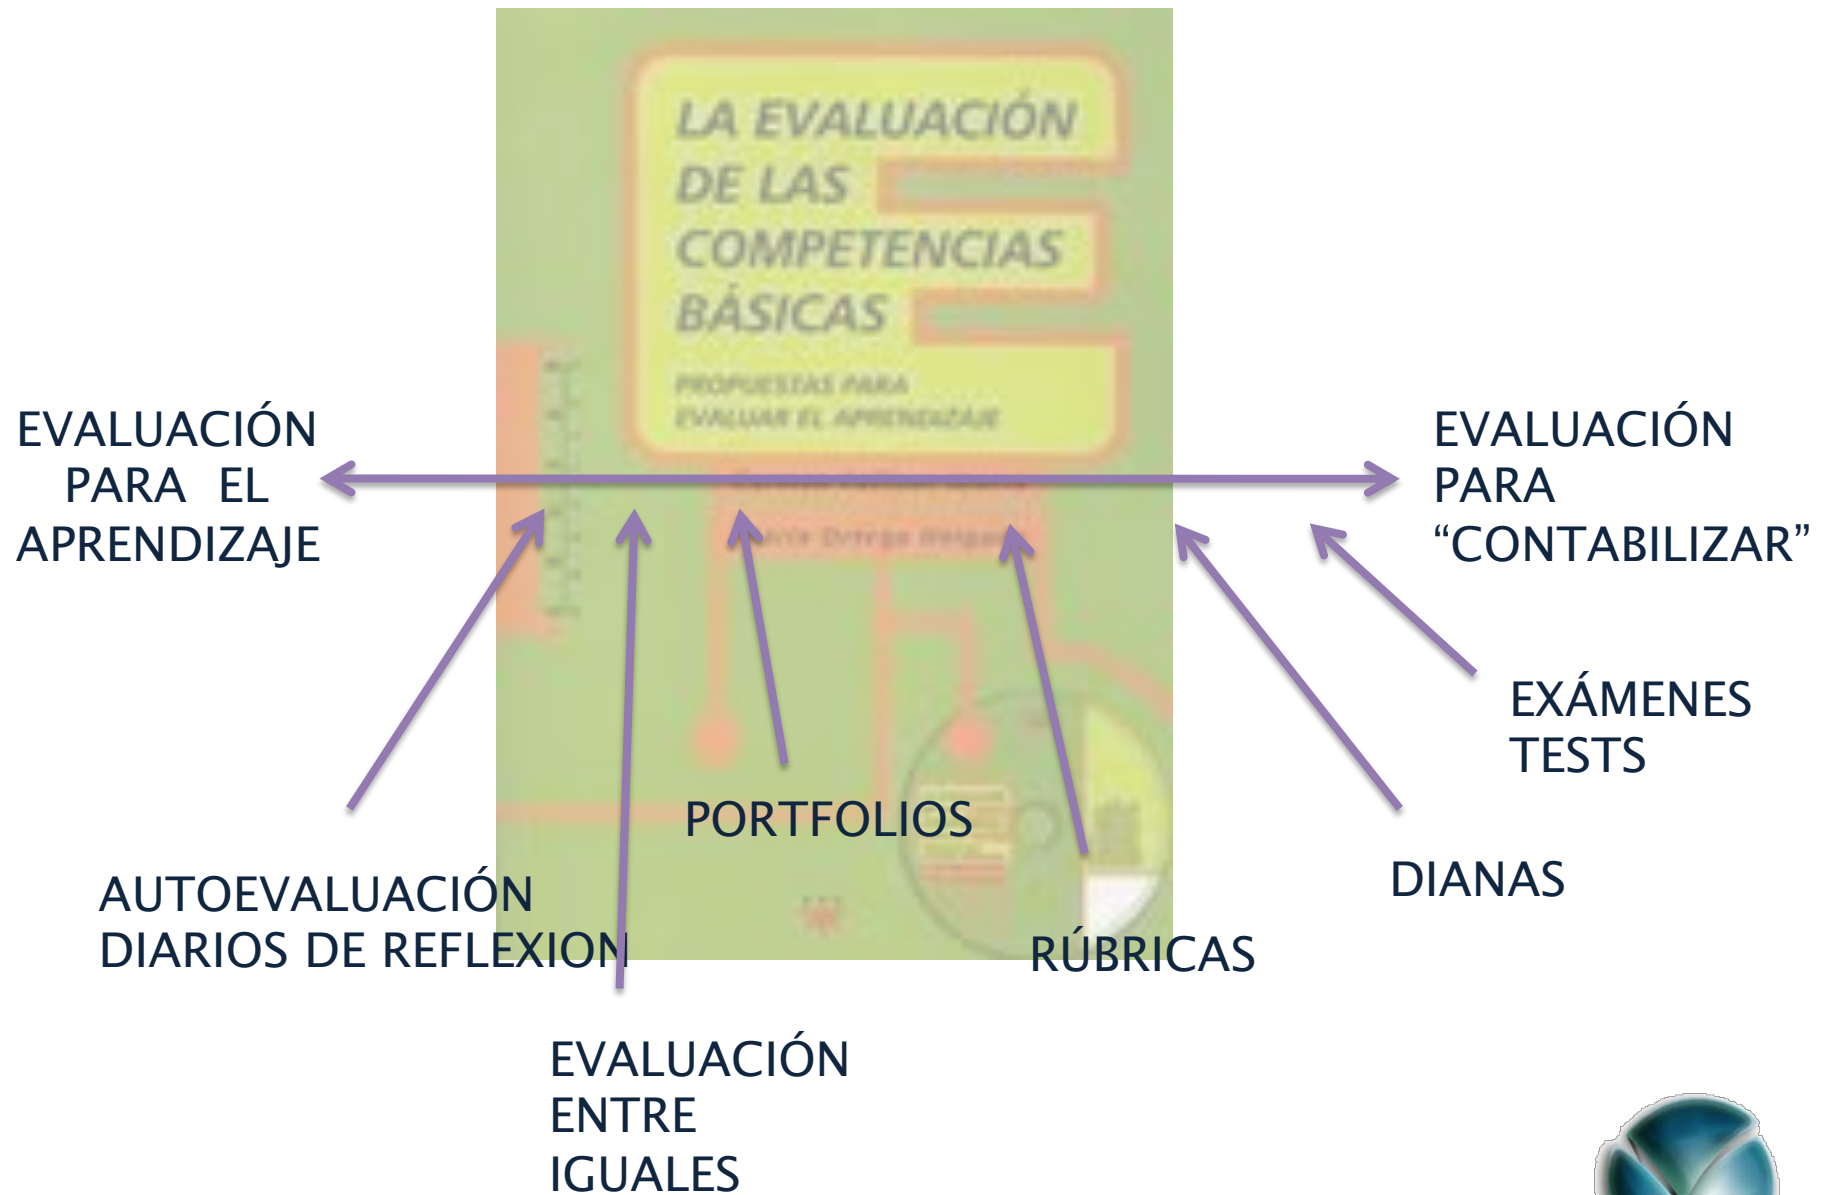 LA EVALUACIÓN
DE LAS
COMPETENCIAS
BÁSICAS
PROPUESTAS PARA
EVALUAR EL APRENDIZAJE
EVALUACIÓN
PARA EL
APRENDIZAJE
EVALUACIÓN
PARA
“CONTABILIZAR”
EXÁMENES
TESTS
PORTFOLIOS
DIANAS
AUTOEVALUACIÓN
DIARIOS DE REFLEXION
RÚBRICAS
EVALUACIÓN
ENTRE
IGUALES